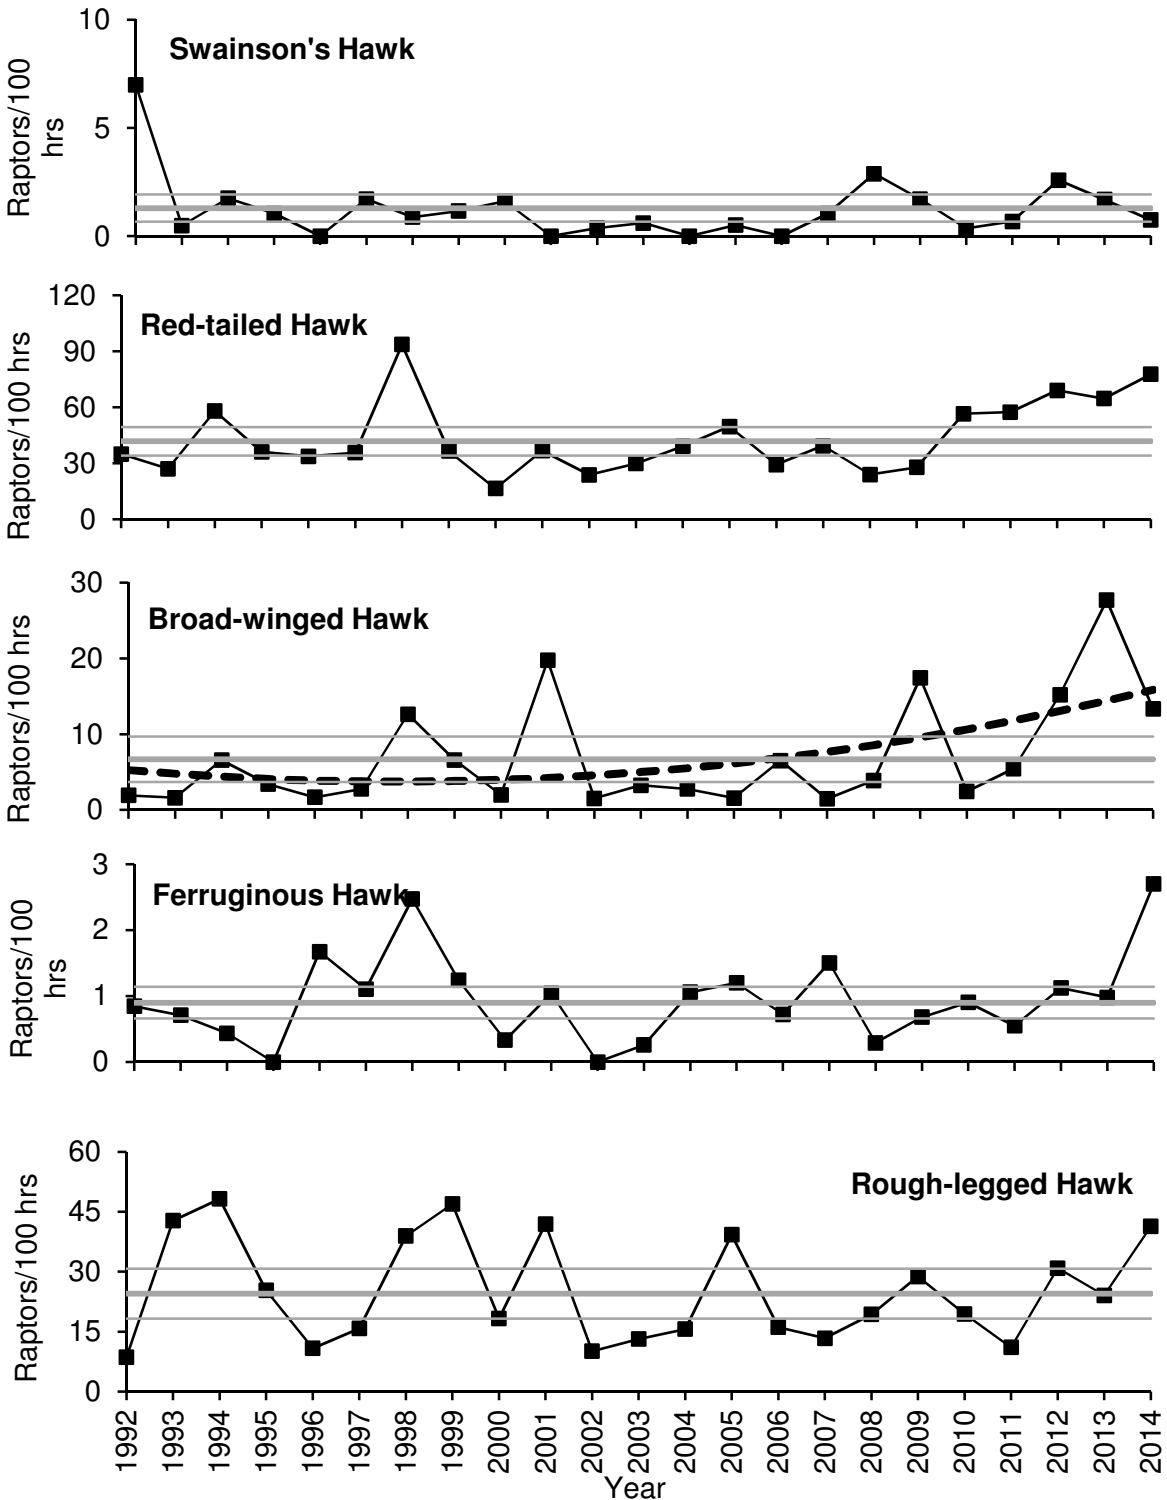 10
Swainson's Hawk
Raptors/100
hrs
5
0
120
Red-tailed Hawk
90
Raptors/100 hrs
60
30
0
30
Broad-winged Hawk
Raptors/100 hrs
20
10
0
3
Ferruginous Hawk
Raptors/100
hrs
2
1
0
60
Rough-legged Hawk
Raptors/100 hrs
45
30
15
0
1992 1993 1994 1995 1996 1997 1998 1999 2000 2001 2002 2003 2004 2005 2006 2007 2008 2009 2010 2011 2012 2013 2014
Year